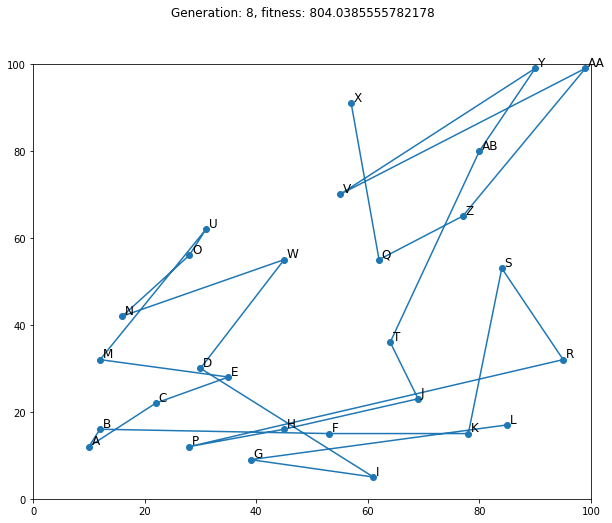 Generation: 8, fitness: 804.0385555782178
100
80
60
40
20
0
0 20 40 60 80 100
Y AA
X
AB
V
Z
U
O
W Q
S
N
T
M R
D
E
J
C
B H F K L
A P
G
I